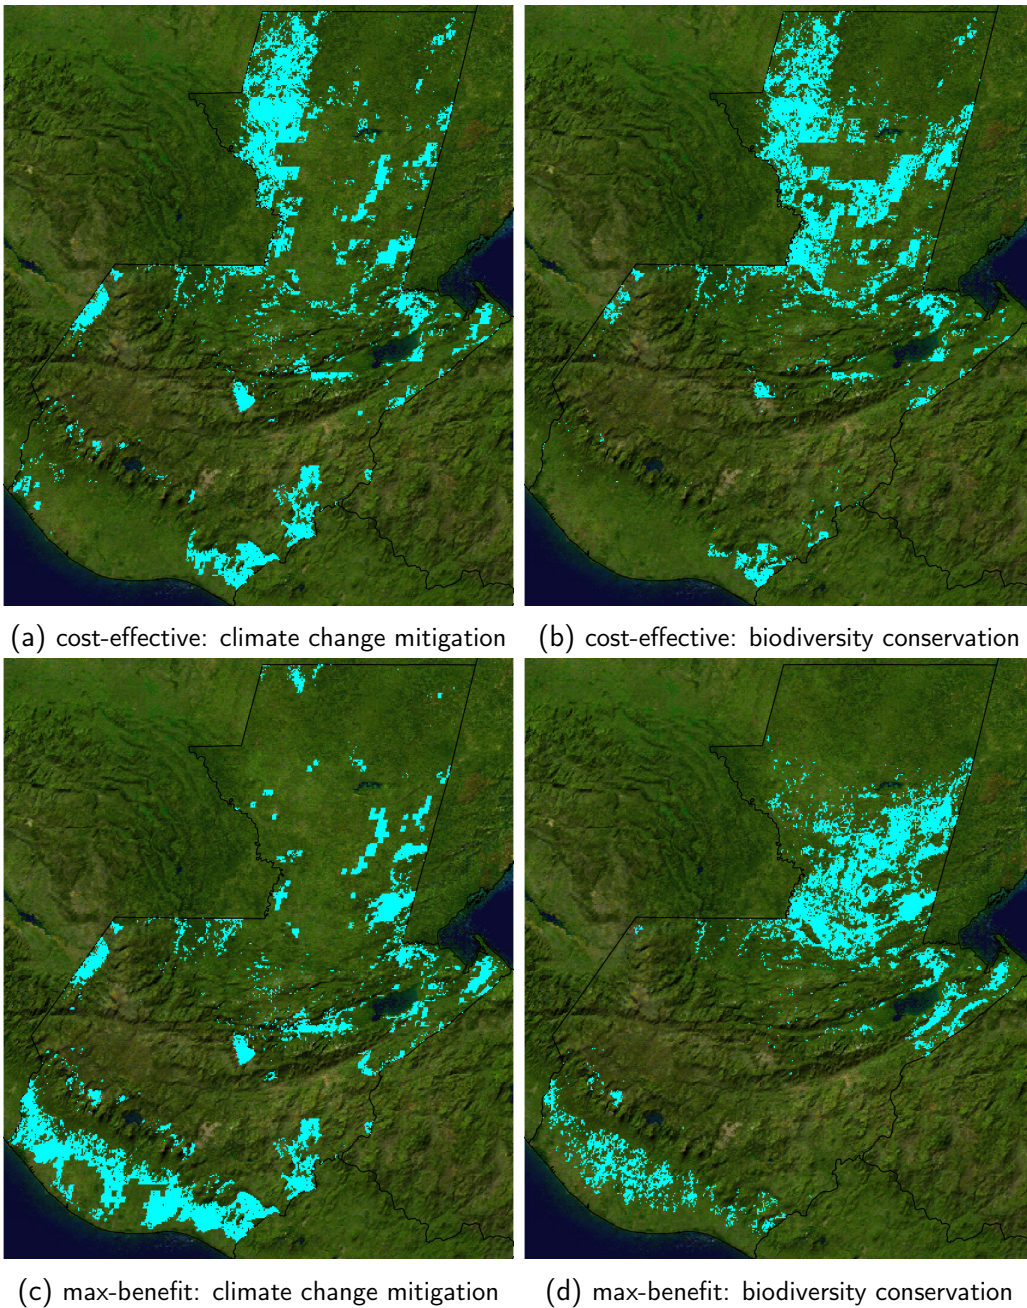 (a) cost-effective: climate change mitigation
(b) cost-effective: biodiversity conservation
(c) max-benefit: climate change mitigation
(d) max-benefit: biodiversity conservation